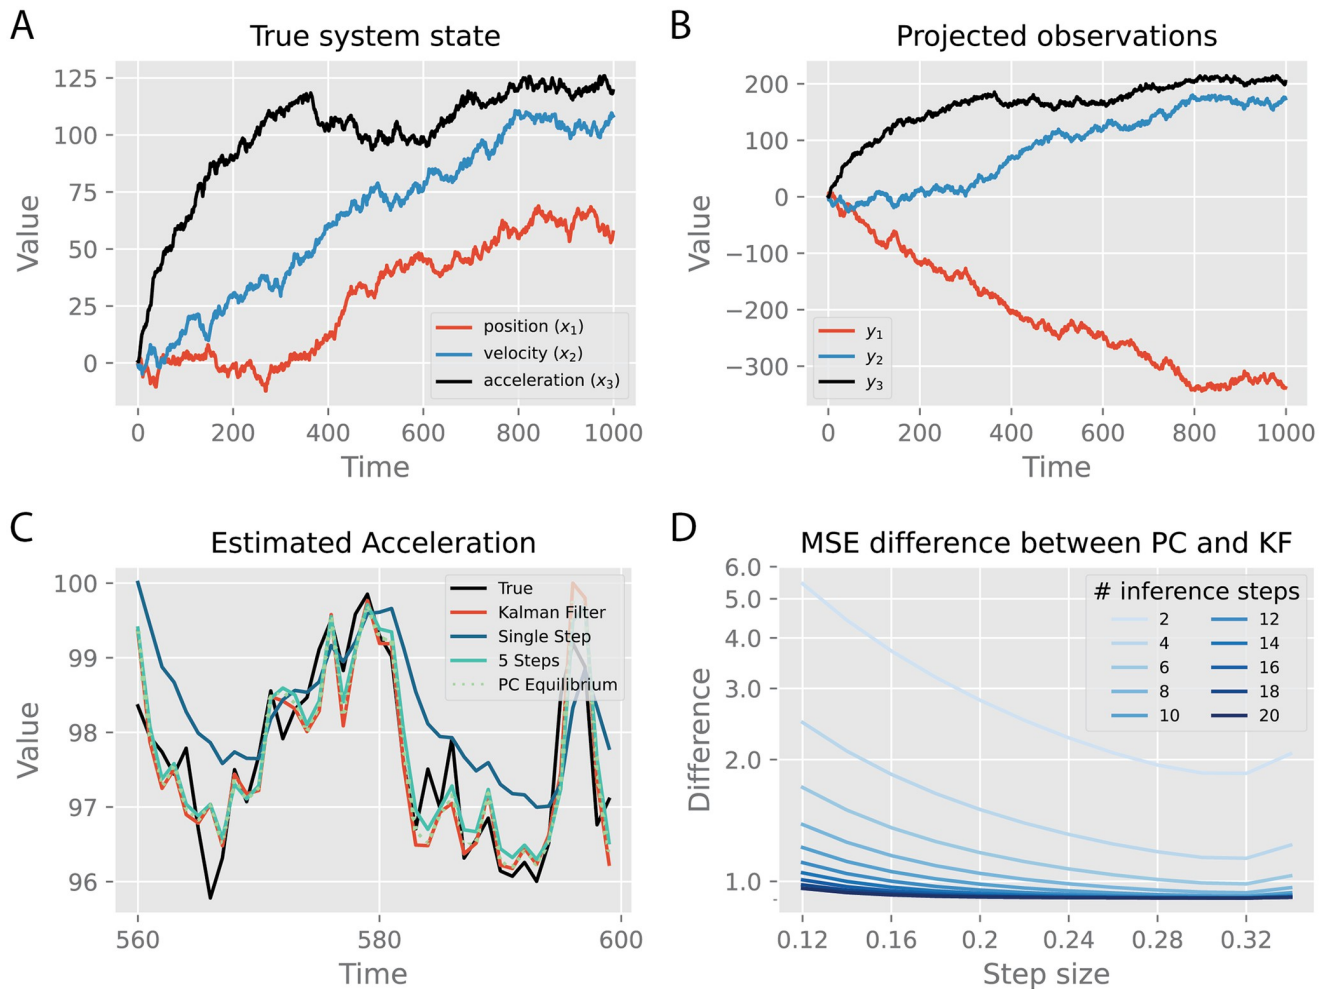 A
True system state
Value
125
100
75
50
25
0
position (x₁)
velocity (x₂)
acceleration (x₃)
0 200 400 600 800 1000
Time
B
Projected observations
Value
200
100
0
−100
−200
−300
y₁
y₂
y₃
0 200 400 600 800 1000
Time
C
Estimated Acceleration
Value
100
99
98
97
96
True
Kalman Filter
Single Step
5 Steps
PC Equilibrium
560 580 600
Time
D
MSE difference between PC and KF
Difference
6.0
5.0
4.0
3.0
2.0
1.0
# inference steps
2 12
4 14
6 16
8 18
10 20
0.12 0.16 0.2 0.24 0.28 0.32
Step size